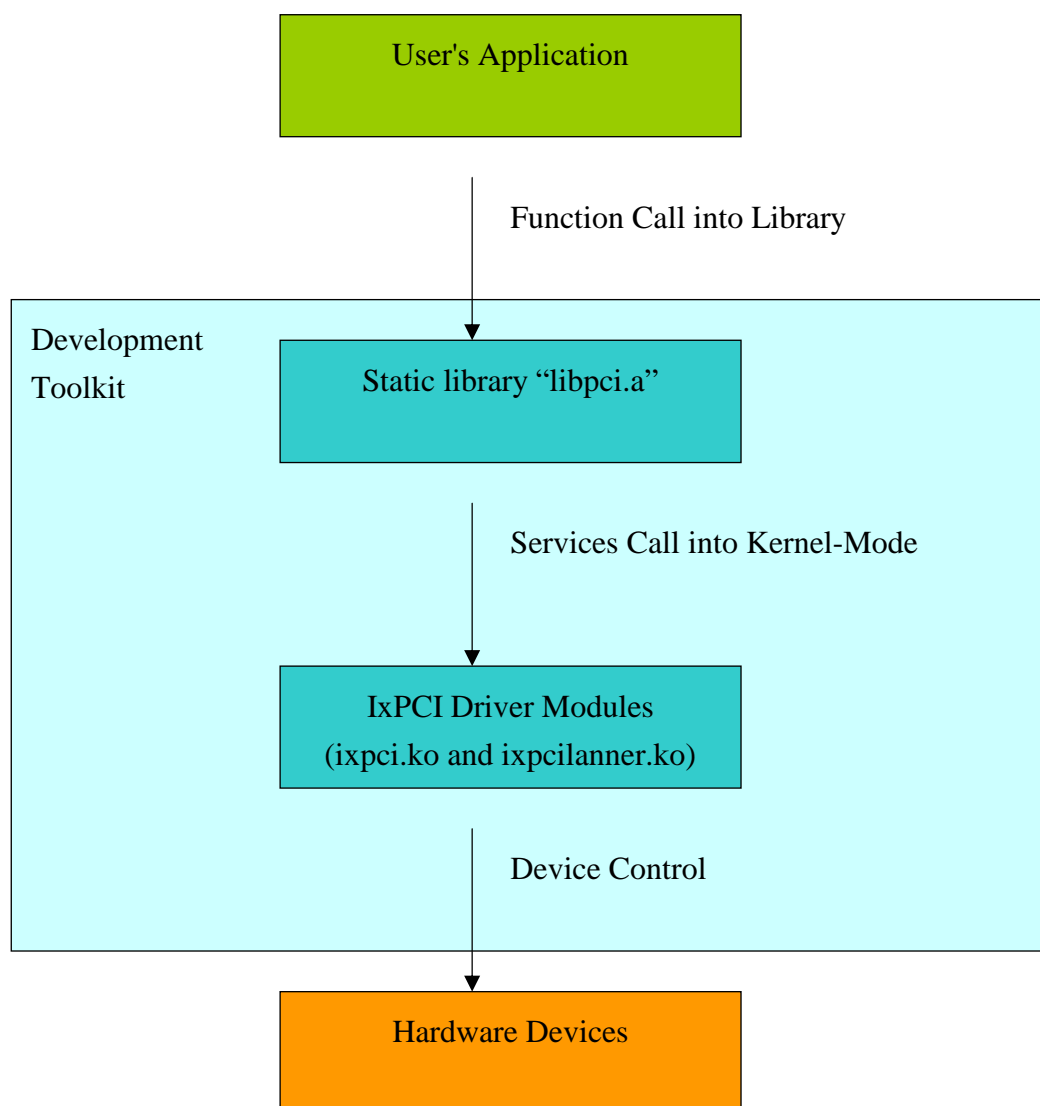 User's Application
Function Call into Library
Development
Toolkit
Static library “libpci.a”
Services Call into Kernel-Mode
IxPCI Driver Modules
(ixpci.ko and ixpcilanner.ko)
Device Control
Hardware Devices